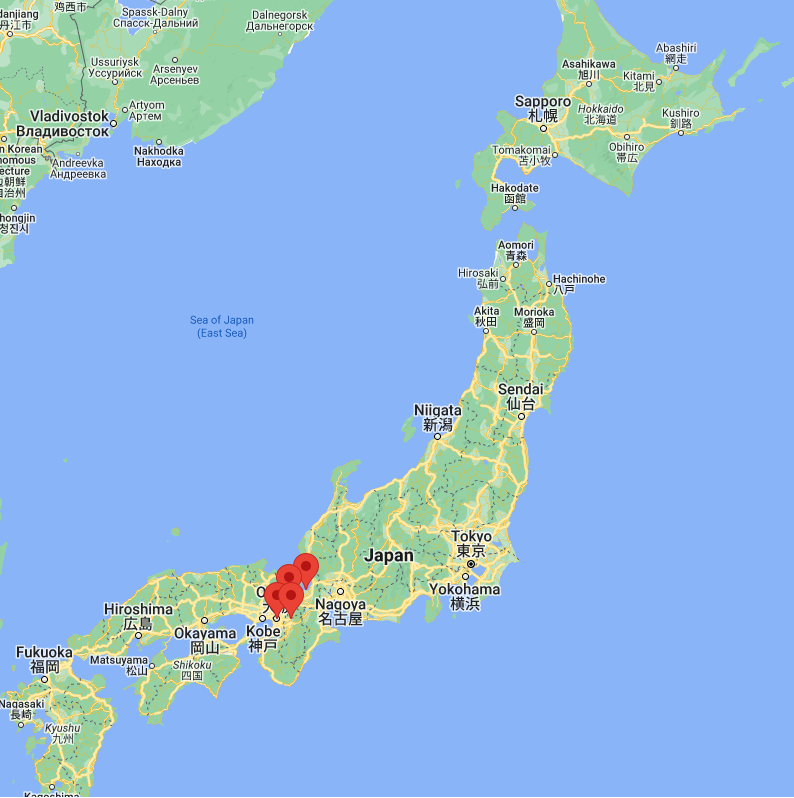 鸡西市
danjiang
丹江市
Spassk-Dalny
Спасск-Дальний
Dalnegorsk
Дальнегорск
Ussuriysk
Уссурийск
Arsenyev
Арсеньев
Artyom
Артем
Vladivostok
Владивосток
Nakhodka
Находка
n Korean
nomous
ecture
边朝鲜
自治州
Andreevka
Андреевка
hongjin
청진시
Asahikawa
旭川
Abashiri
網走
Kitami
北見
Sapporo
札幌
Hokkaido
北海道
Kushiro
釧路
Obihiro
帯広
Tomakomai
苫小牧
Hakodate
函館
Aomori
青森
Hirosaki
弘前
Hachinohe
八戸
Akita
秋田
Morioka
盛岡
Sea of Japan
(East Sea)
Sendai
仙台
Niigata
新潟
Tokyo
東京
Japan
Yokohama
横浜
Nagoya
名古屋
O
Kobe
神戸
Okayama
岡山
Hiroshima
広島
Matsuyama
松山
Shikoku
四国
Fukuoka
福岡
Nagasaki
長崎
Kyushu
九州
Kagoshima